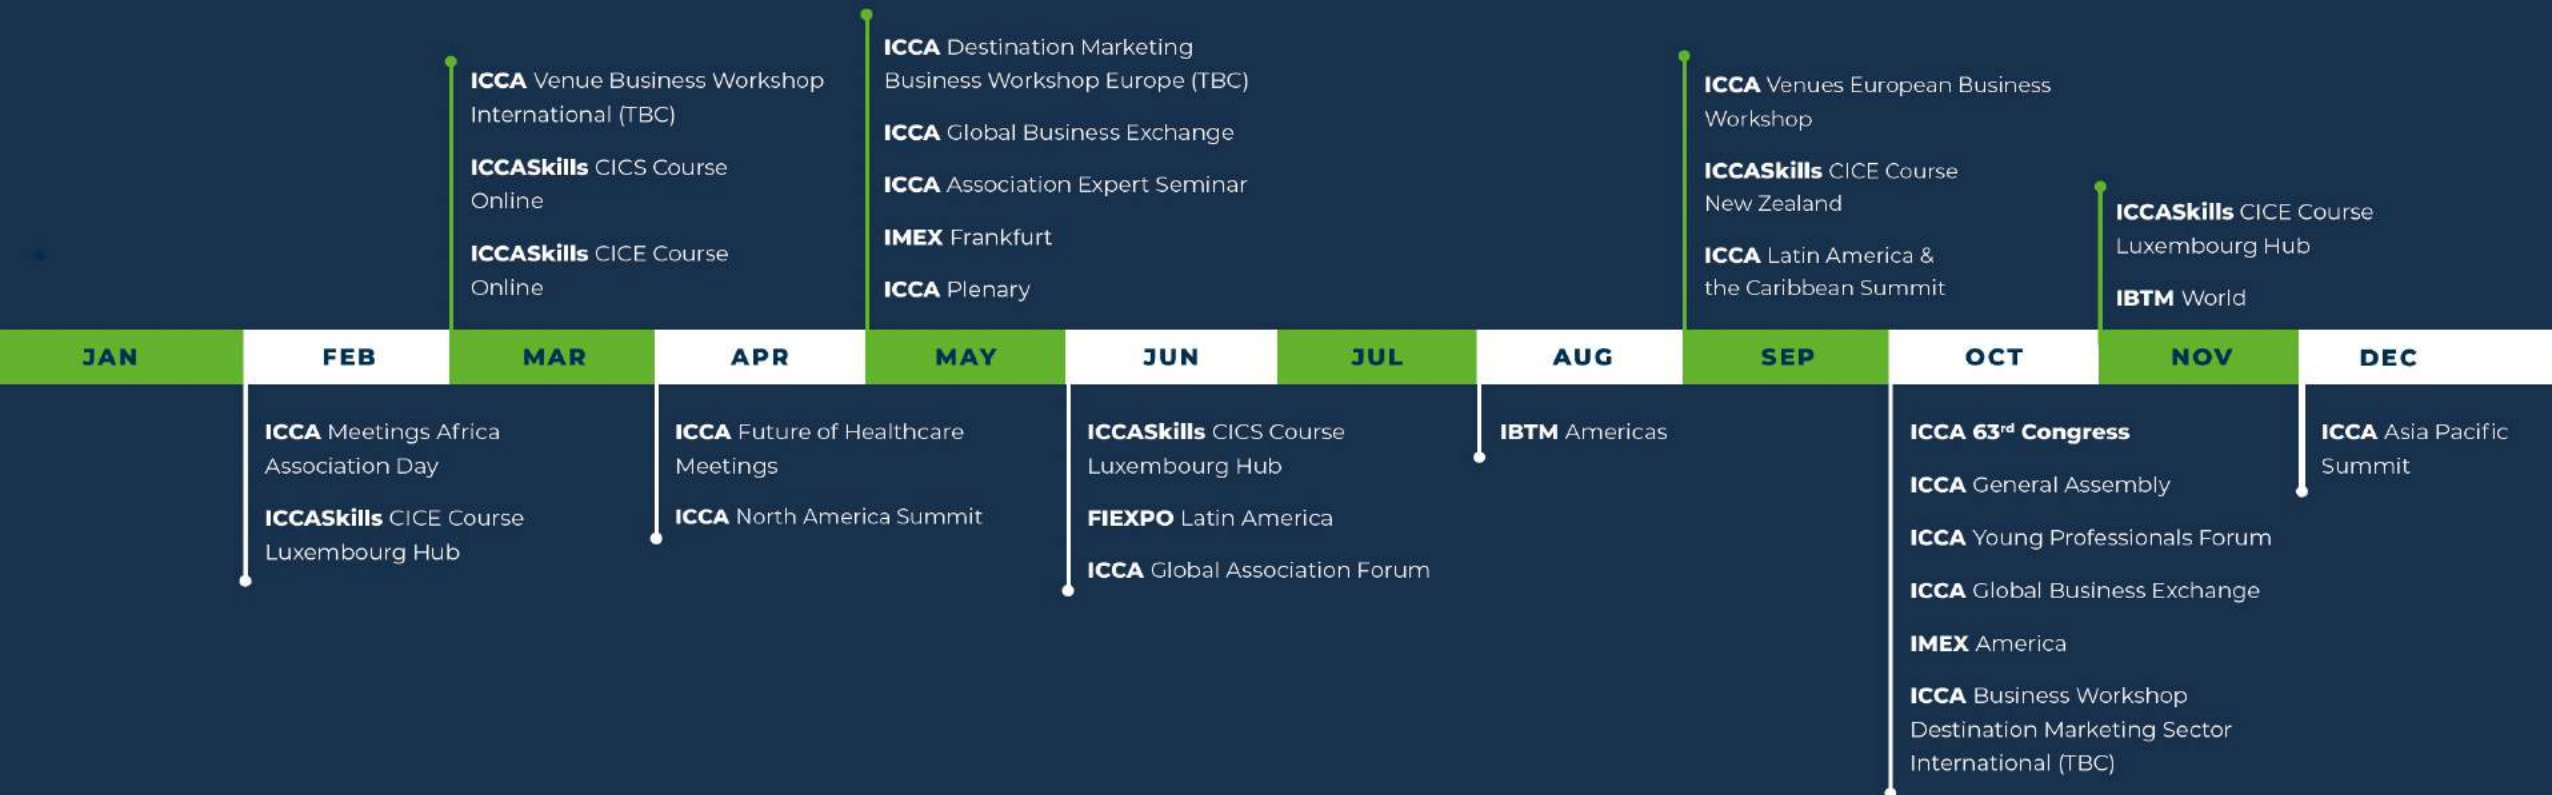 ICCA Venue Business Workshop
International (TBC)
ICCASkills CICS Course
Online
ICCASkills CICE Course
Online
ICCA Destination Marketing
Business Workshop Europe (TBC)
ICCA Global Business Exchange
ICCA Association Expert Seminar
IMEX Frankfurt
ICCA Plenary
ICCA Venues European Business
Workshop
ICCASkills CICE Course
New Zealand
ICCA Latin America &
the Caribbean Summit
ICCASkills CICE Course
Luxembourg Hub
IBTM World
JAN FEB MAR APR MAY JUN JUL AUG SEP OCT NOV DEC
ICCA Meetings Africa
Association Day
ICCASkills CICE Course
Luxembourg Hub
ICCA Future of Healthcare
Meetings
ICCA North America Summit
ICCASkills CICS Course
Luxembourg Hub
FIEXPO Latin America
ICCA Global Association Forum
IBTM Americas
ICCA 63rd Congress
ICCA General Assembly
ICCA Young Professionals Forum
ICCA Global Business Exchange
IMEX America
ICCA Business Workshop
Destination Marketing Sector
International (TBC)
ICCA Asia Pacific
Summit